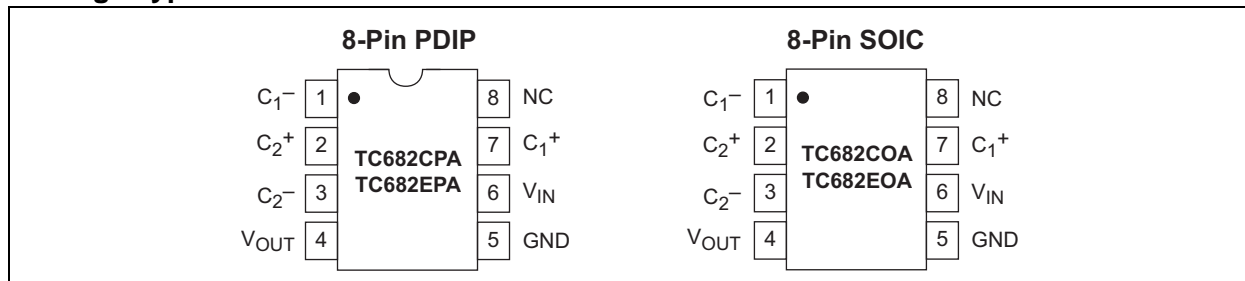 8-Pin PDIP
C1– 1 8 NC
C2+ 2 7 C1+
TC682CPA
TC682EPA
C2– 3 6 VIN
VOUT 4 5 GND
8-Pin SOIC
C1– 1 8 NC
C2+ 2 7 C1+
TC682COA
TC682EOA
C2– 3 6 VIN
VOUT 4 5 GND